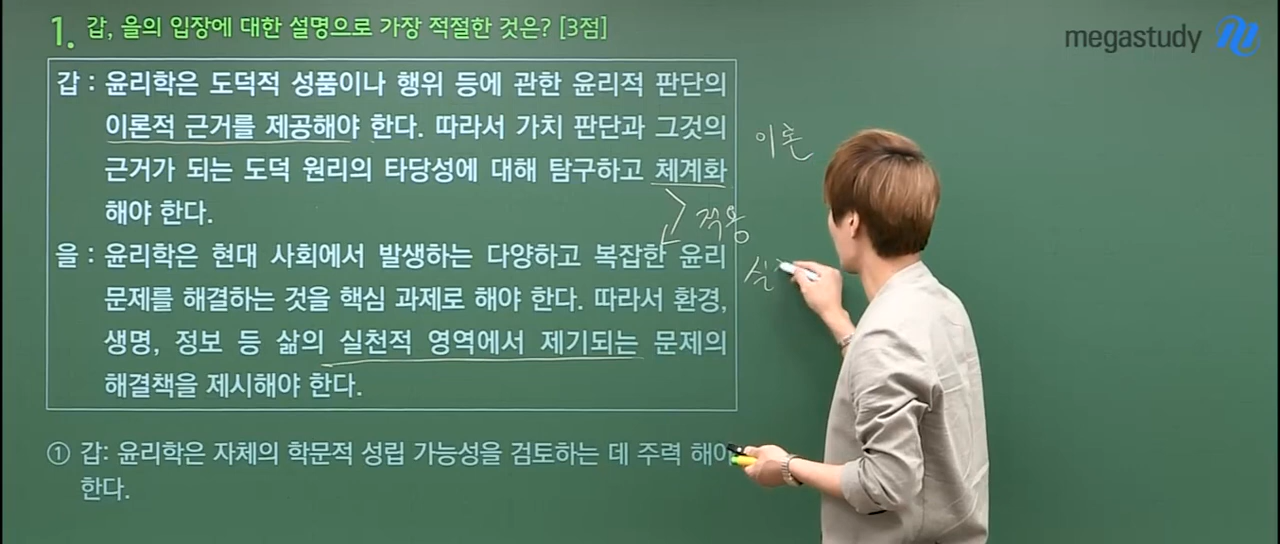 1. 갑, 을의 입장에 대한 설명으로 가장 적절한 것은? [3점]
megastudy
갑 : 윤리학은 도덕적 성품이나 행위 등에 관한 윤리적 판단의
이론적 근거를 제공해야 한다. 따라서 가치 판단과 그것의
근거가 되는 도덕 원리의 타당성에 대해 탐구하고 체계화
해야 한다.
이론
적용
을 : 윤리학은 현대 사회에서 발생하는 다양하고 복잡한 윤리
문제를 해결하는 것을 핵심 과제로 해야 한다. 따라서 환경,
생명, 정보 등 삶의 실천적 영역에서 제기되는 문제의
해결책을 제시해야 한다.
실
① 갑: 윤리학은 자체의 학문적 성립 가능성을 검토하는 데 주력 해야
한다.